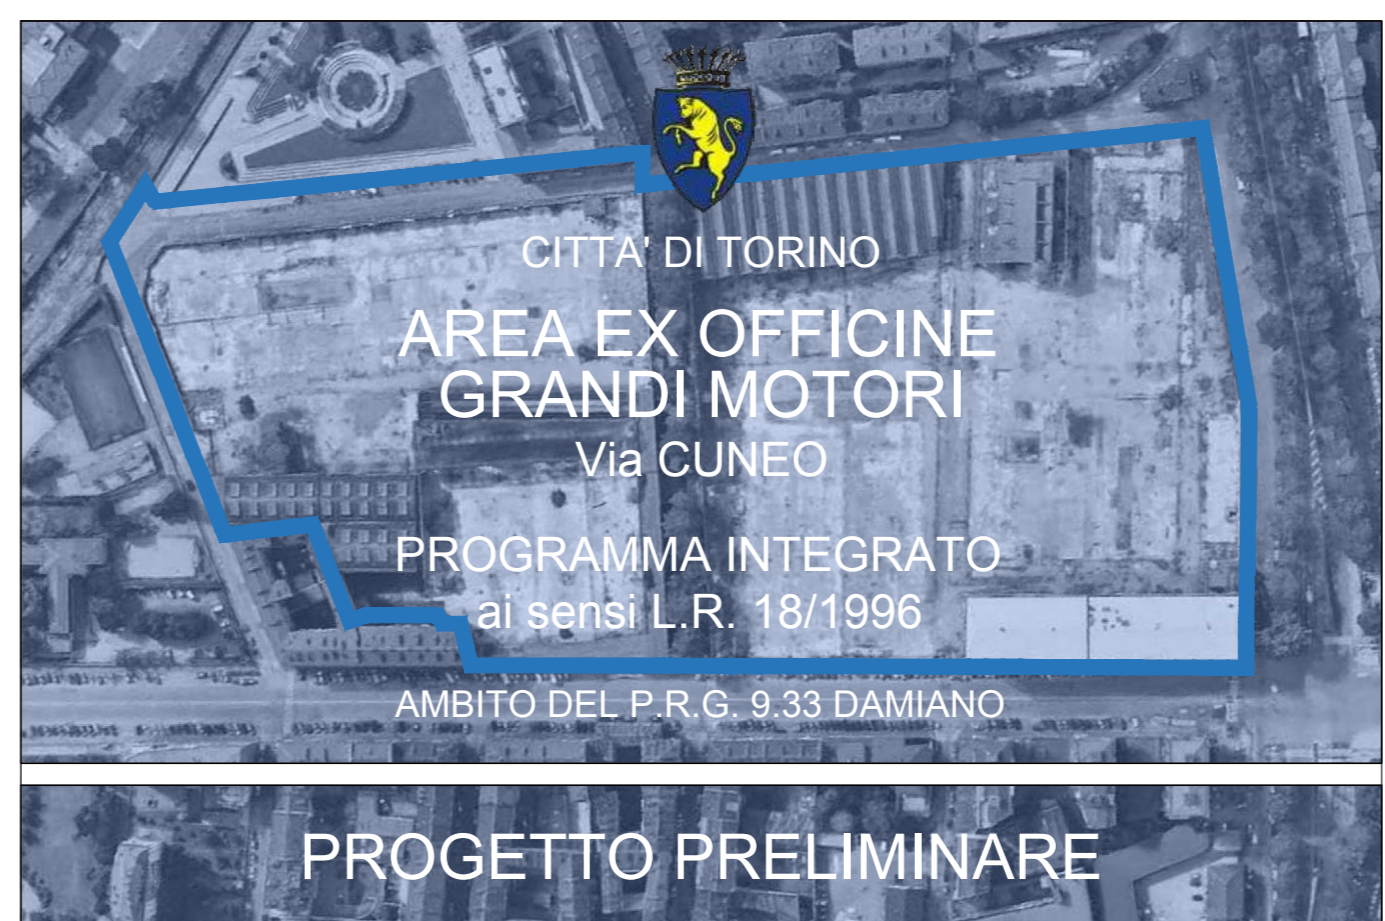 CITTA' DI TORINO
AREA EX OFFICINE
GRANDI MOTORI
Via CUNEO
PROGRAMMA INTEGRATO
ai sensi L.R. 18/1996
AMBITO DEL P.R.G. 9.33 DAMIANO
PROGETTO PRELIMINARE